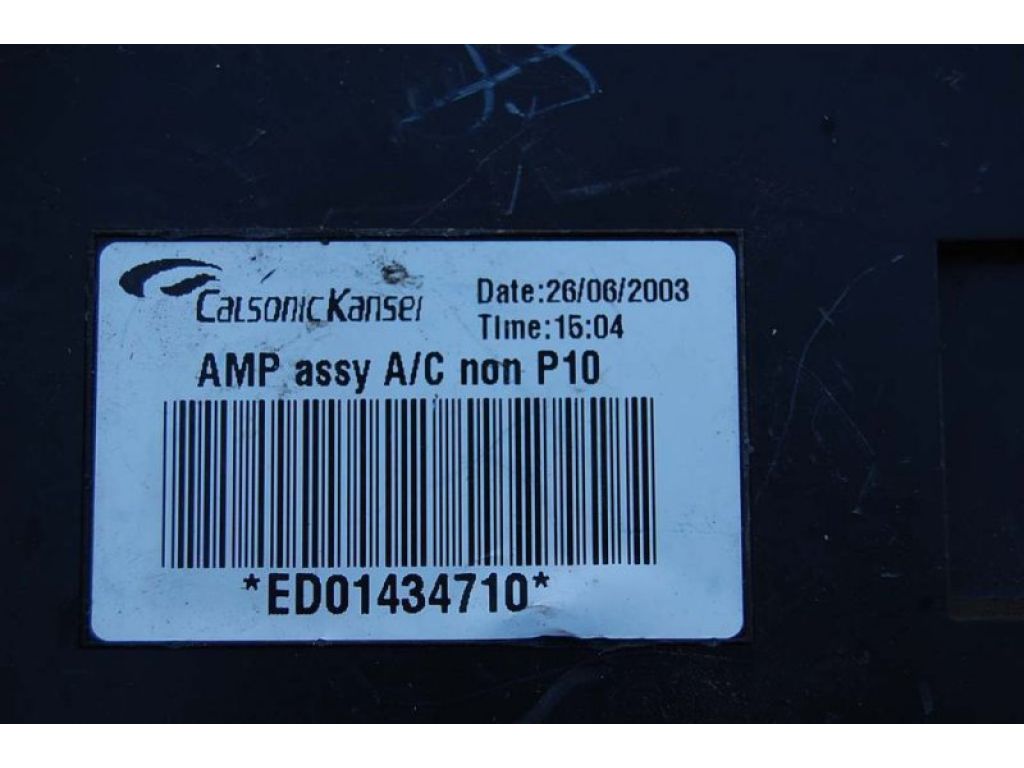 CalsonicKansei
Date:26/06/2003
TIme:15:04
AMP assy A/C non P10
*ED01434710*